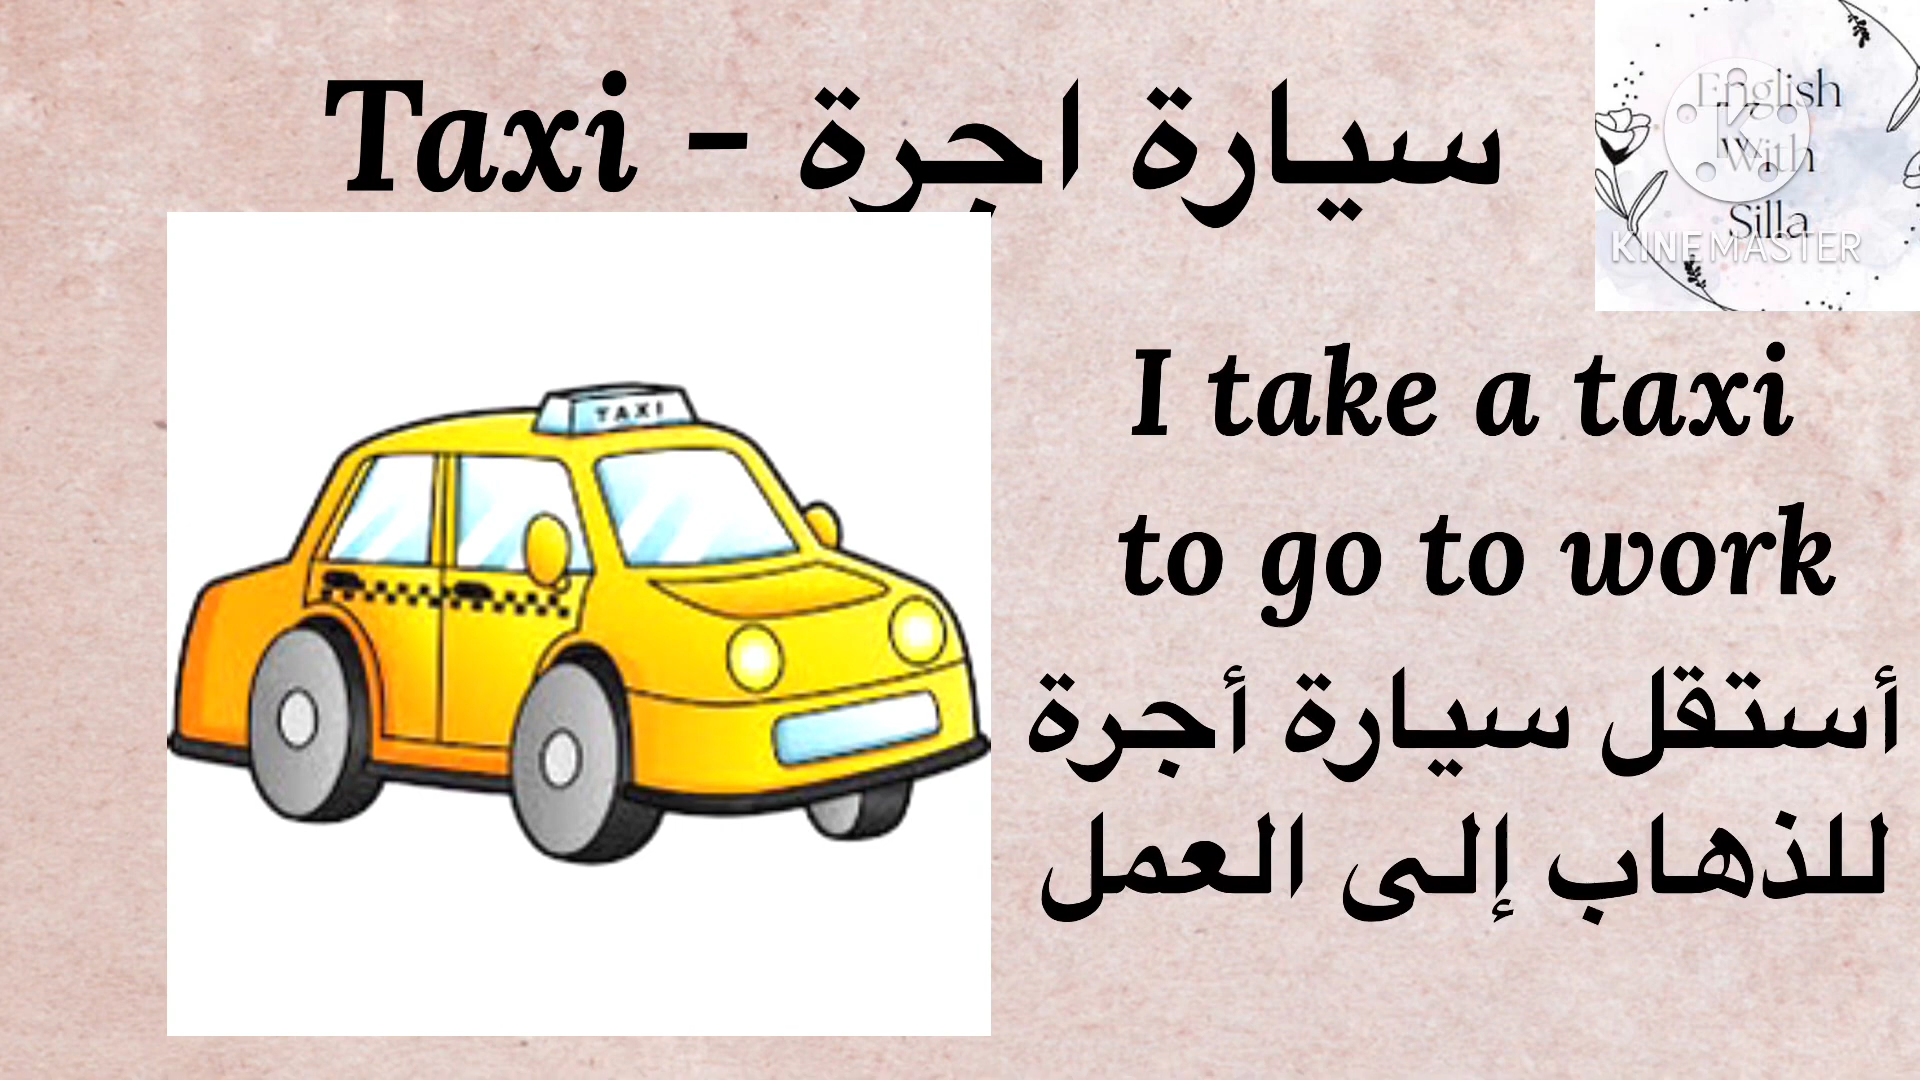 Taxi - سيارة اجرة
English
With
Silla
K
KINEMASTER
TAXI
I take a taxi
to go to work
أستقل سيارة أجرة
للذهاب إلى العمل